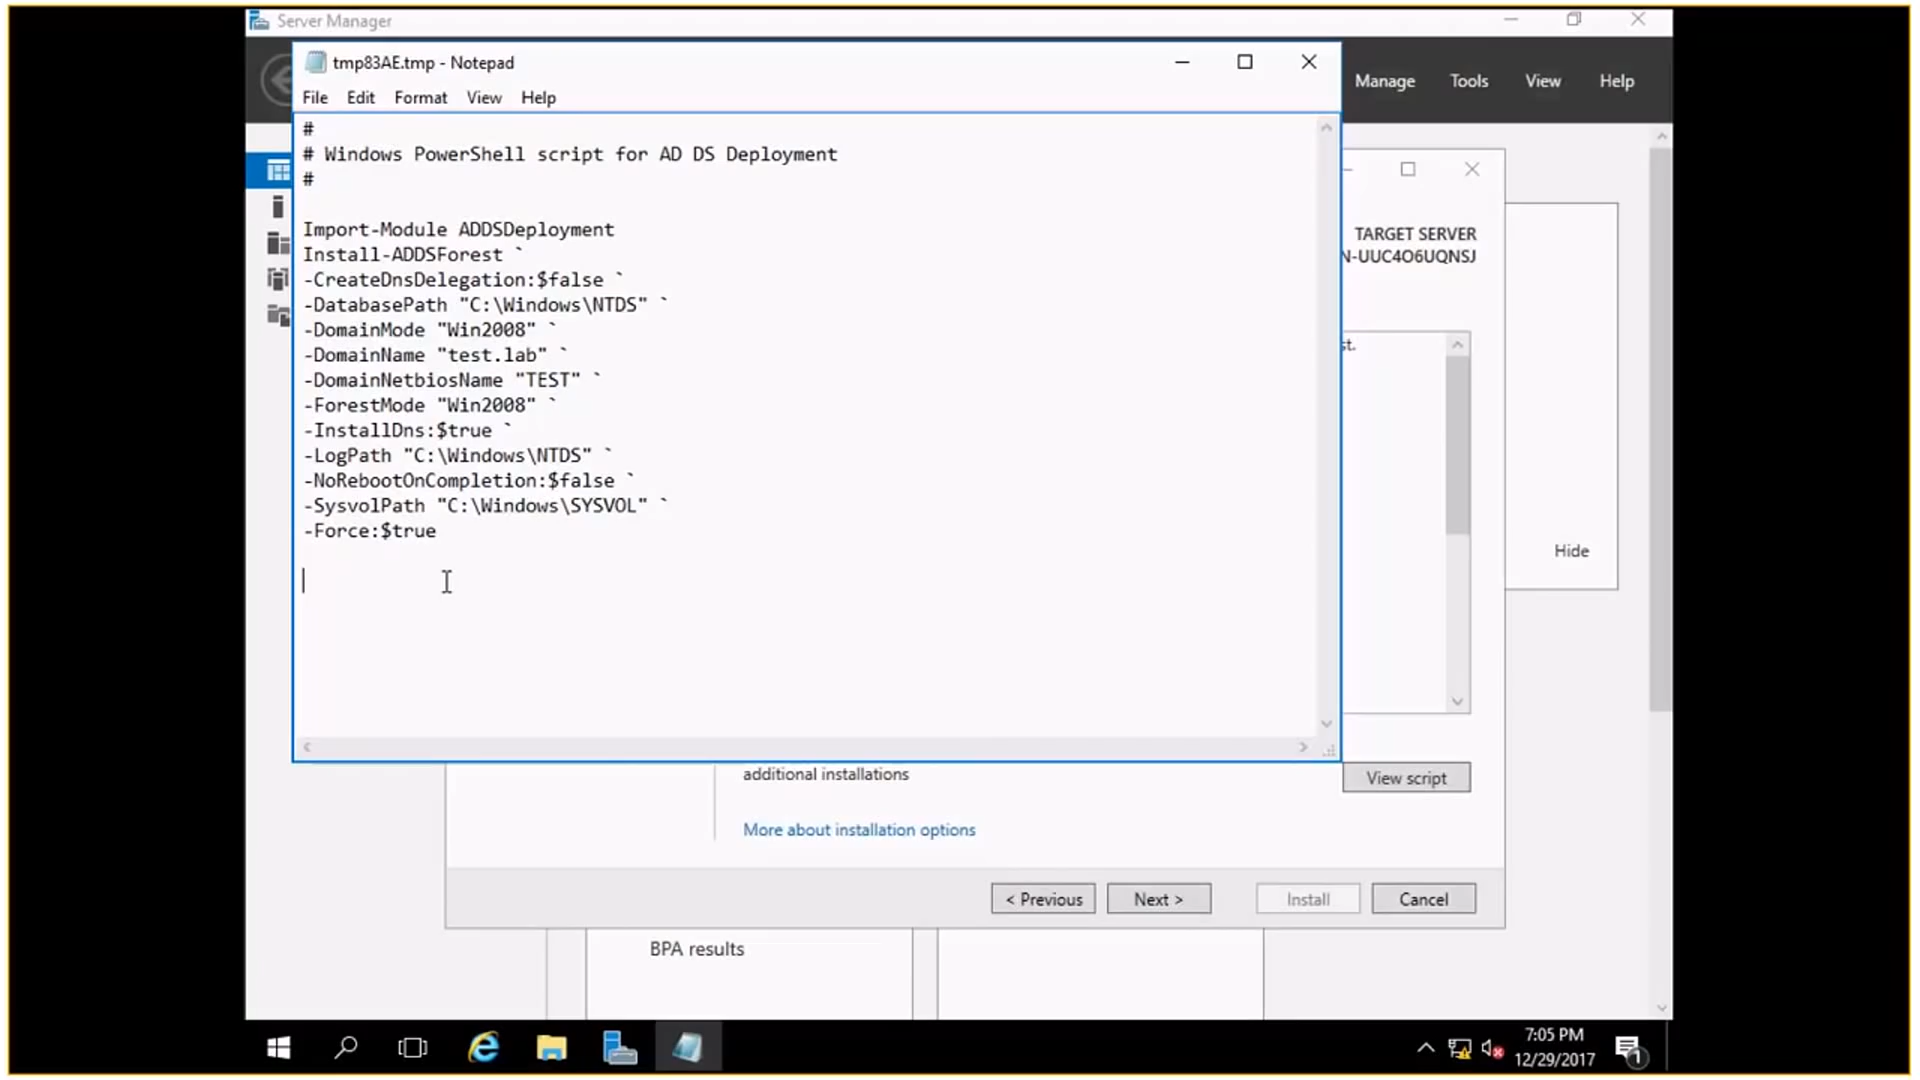 Server Manager
tmp83AE.tmp - Notepad
File Edit Format View Help
Manage Tools View Help
#
# Windows PowerShell script for AD DS Deployment
#
Import-Module ADDSDeployment
Install-ADDSForest `
-CreateDnsDelegation:$false `
-DatabasePath "C:\Windows\NTDS" `
-DomainMode "Win2008" `
-DomainName "test.lab" `
-DomainNetbiosName "TEST" `
-ForestMode "Win2008" `
-InstallDns:$true `
-LogPath "C:\Windows\NTDS" `
-NoRebootOnCompletion:$false `
-SysvolPath "C:\Windows\SYSVOL" `
-Force:$true
TARGET SERVER
N-UUC4O6UQNSJ
st.
Hide
additional installations
View script
More about installation options
< Previous Next > Install Cancel
BPA results
7:05 PM
12/29/2017
1